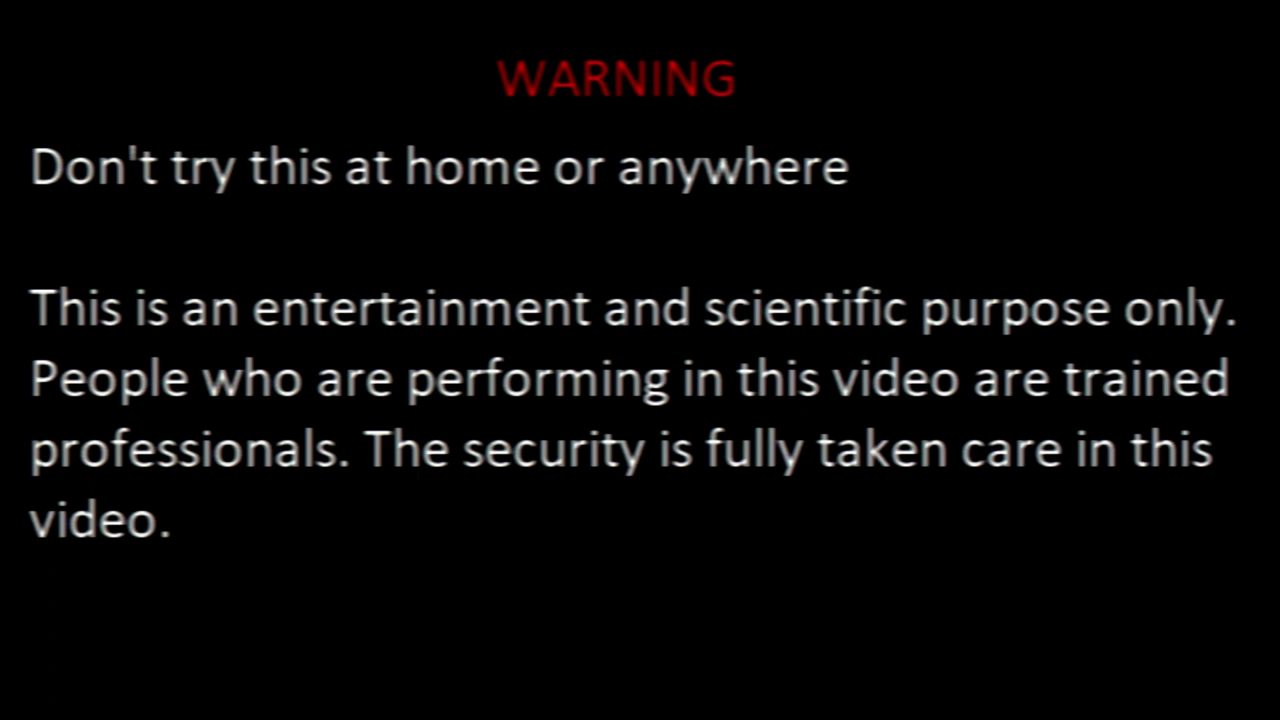 WARNING
Don't try this at home or anywhere
This is an entertainment and scientific purpose only.
People who are performing in this video are trained
professionals. The security is fully taken care in this
video.